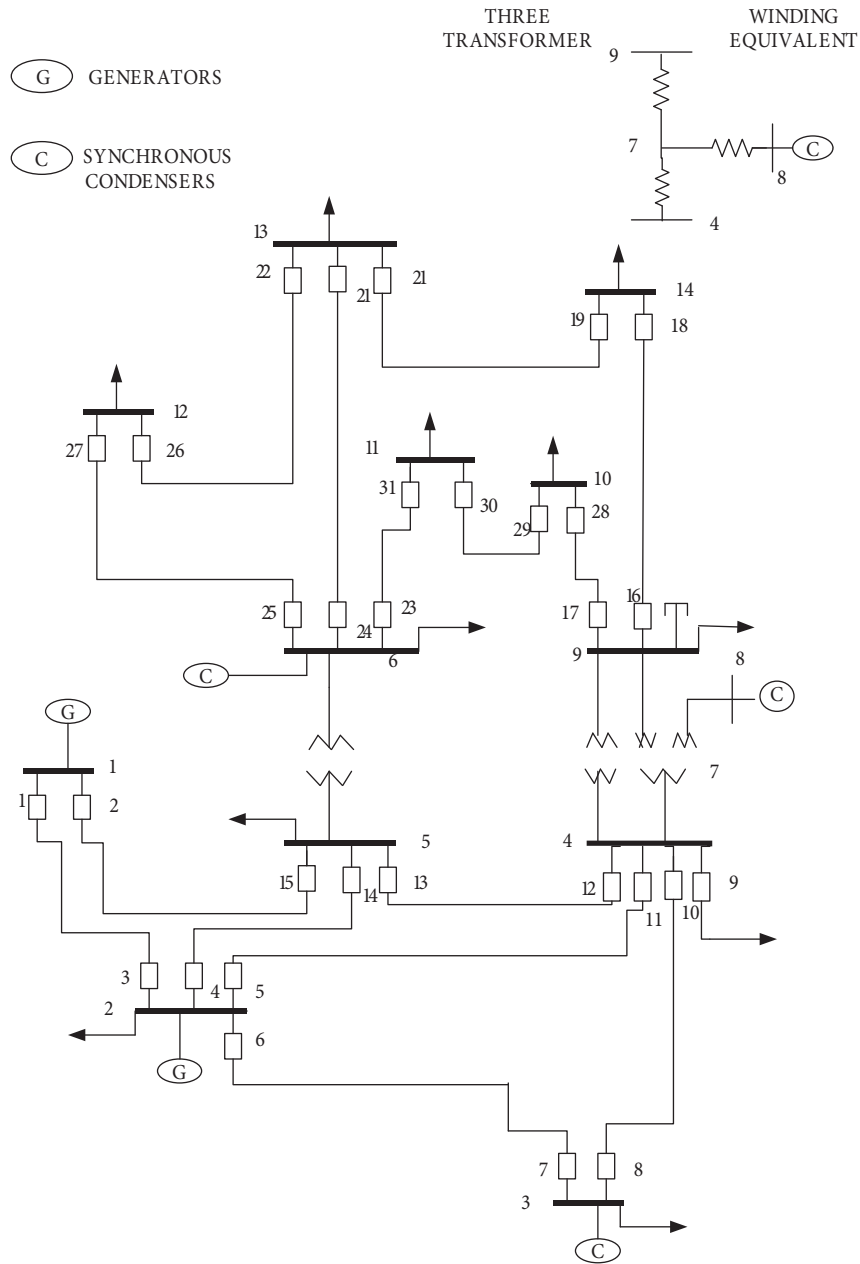 THREE WINDING
TRANSFORMER EQUIVALENT
9
G GENERATORS
7 C
8
C SYNCHRONOUS
CONDENSERS
4
13
22 21 21
14
19 18
12
27 26
11
10
31 30
29 28
25 24 23
17 16
6
9
C
8
C
G
7
1
1 2
5
4
15 14 13
12 11 10 9
3 4 5
2
6
G
7 8
3
C